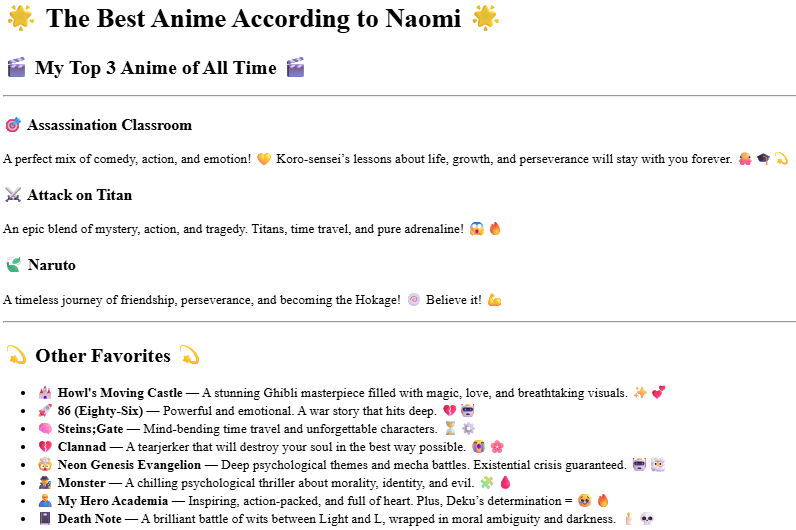 🌟 The Best Anime According to Naomi 🌟
🎬 My Top 3 Anime of All Time 🎬
🎯 Assassination Classroom
A perfect mix of comedy, action, and emotion! 💛 Koro-sensei’s lessons about life, growth, and perseverance will stay with you forever. 🐙 🎓 💫
⚔️ Attack on Titan
An epic blend of mystery, action, and tragedy. Titans, time travel, and pure adrenaline! 😱 🔥
🍃 Naruto
A timeless journey of friendship, perseverance, and becoming the Hokage! 🍥 Believe it! 💪
💫 Other Favorites 💫
• 🏰 Howl's Moving Castle — A stunning Ghibli masterpiece filled with magic, love, and breathtaking visuals. ✨ 💕
• 🚀 86 (Eighty-Six) — Powerful and emotional. A war story that hits deep. 💔 🤖
• 🧠 Steins;Gate — Mind-bending time travel and unforgettable characters. ⏳ ⚙️
• 💔 Clannad — A tearjerker that will destroy your soul in the best way possible. 😭 🌸
• 🤯 Neon Genesis Evangelion — Deep psychological themes and mecha battles. Existential crisis guaranteed. 🤖
• 🕵️ Monster — A chilling psychological thriller about morality, identity, and evil. 🧩 🩸
• 🦸 My Hero Academia — Inspiring, action-packed, and full of heart. Plus, Deku’s determination = 🥹 🔥
• 📓 Death Note — A brilliant battle of wits between Light and L, wrapped in moral ambiguity and darkness. 🕯️ 💀